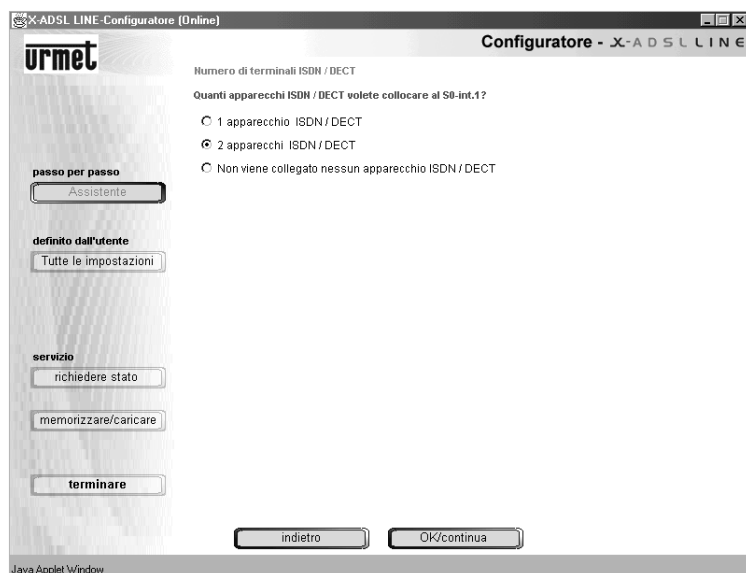 X-ADSL LINE-Configuratore (Online)
urmet
Configuratore - X-ADSL LINE
Numero di terminali ISDN / DECT
Quanti apparecchi ISDN / DECT volete collocare al S0-int.1?
1 apparecchio ISDN / DECT
2 apparecchi ISDN / DECT
Non viene collegato nessun apparecchio ISDN / DECT
passo per passo
Assistente
definito dall'utente
Tutte le impostazioni
servizio
richiedere stato
memorizzare/caricare
terminare
indietro
OK/continua
Java Applet Window